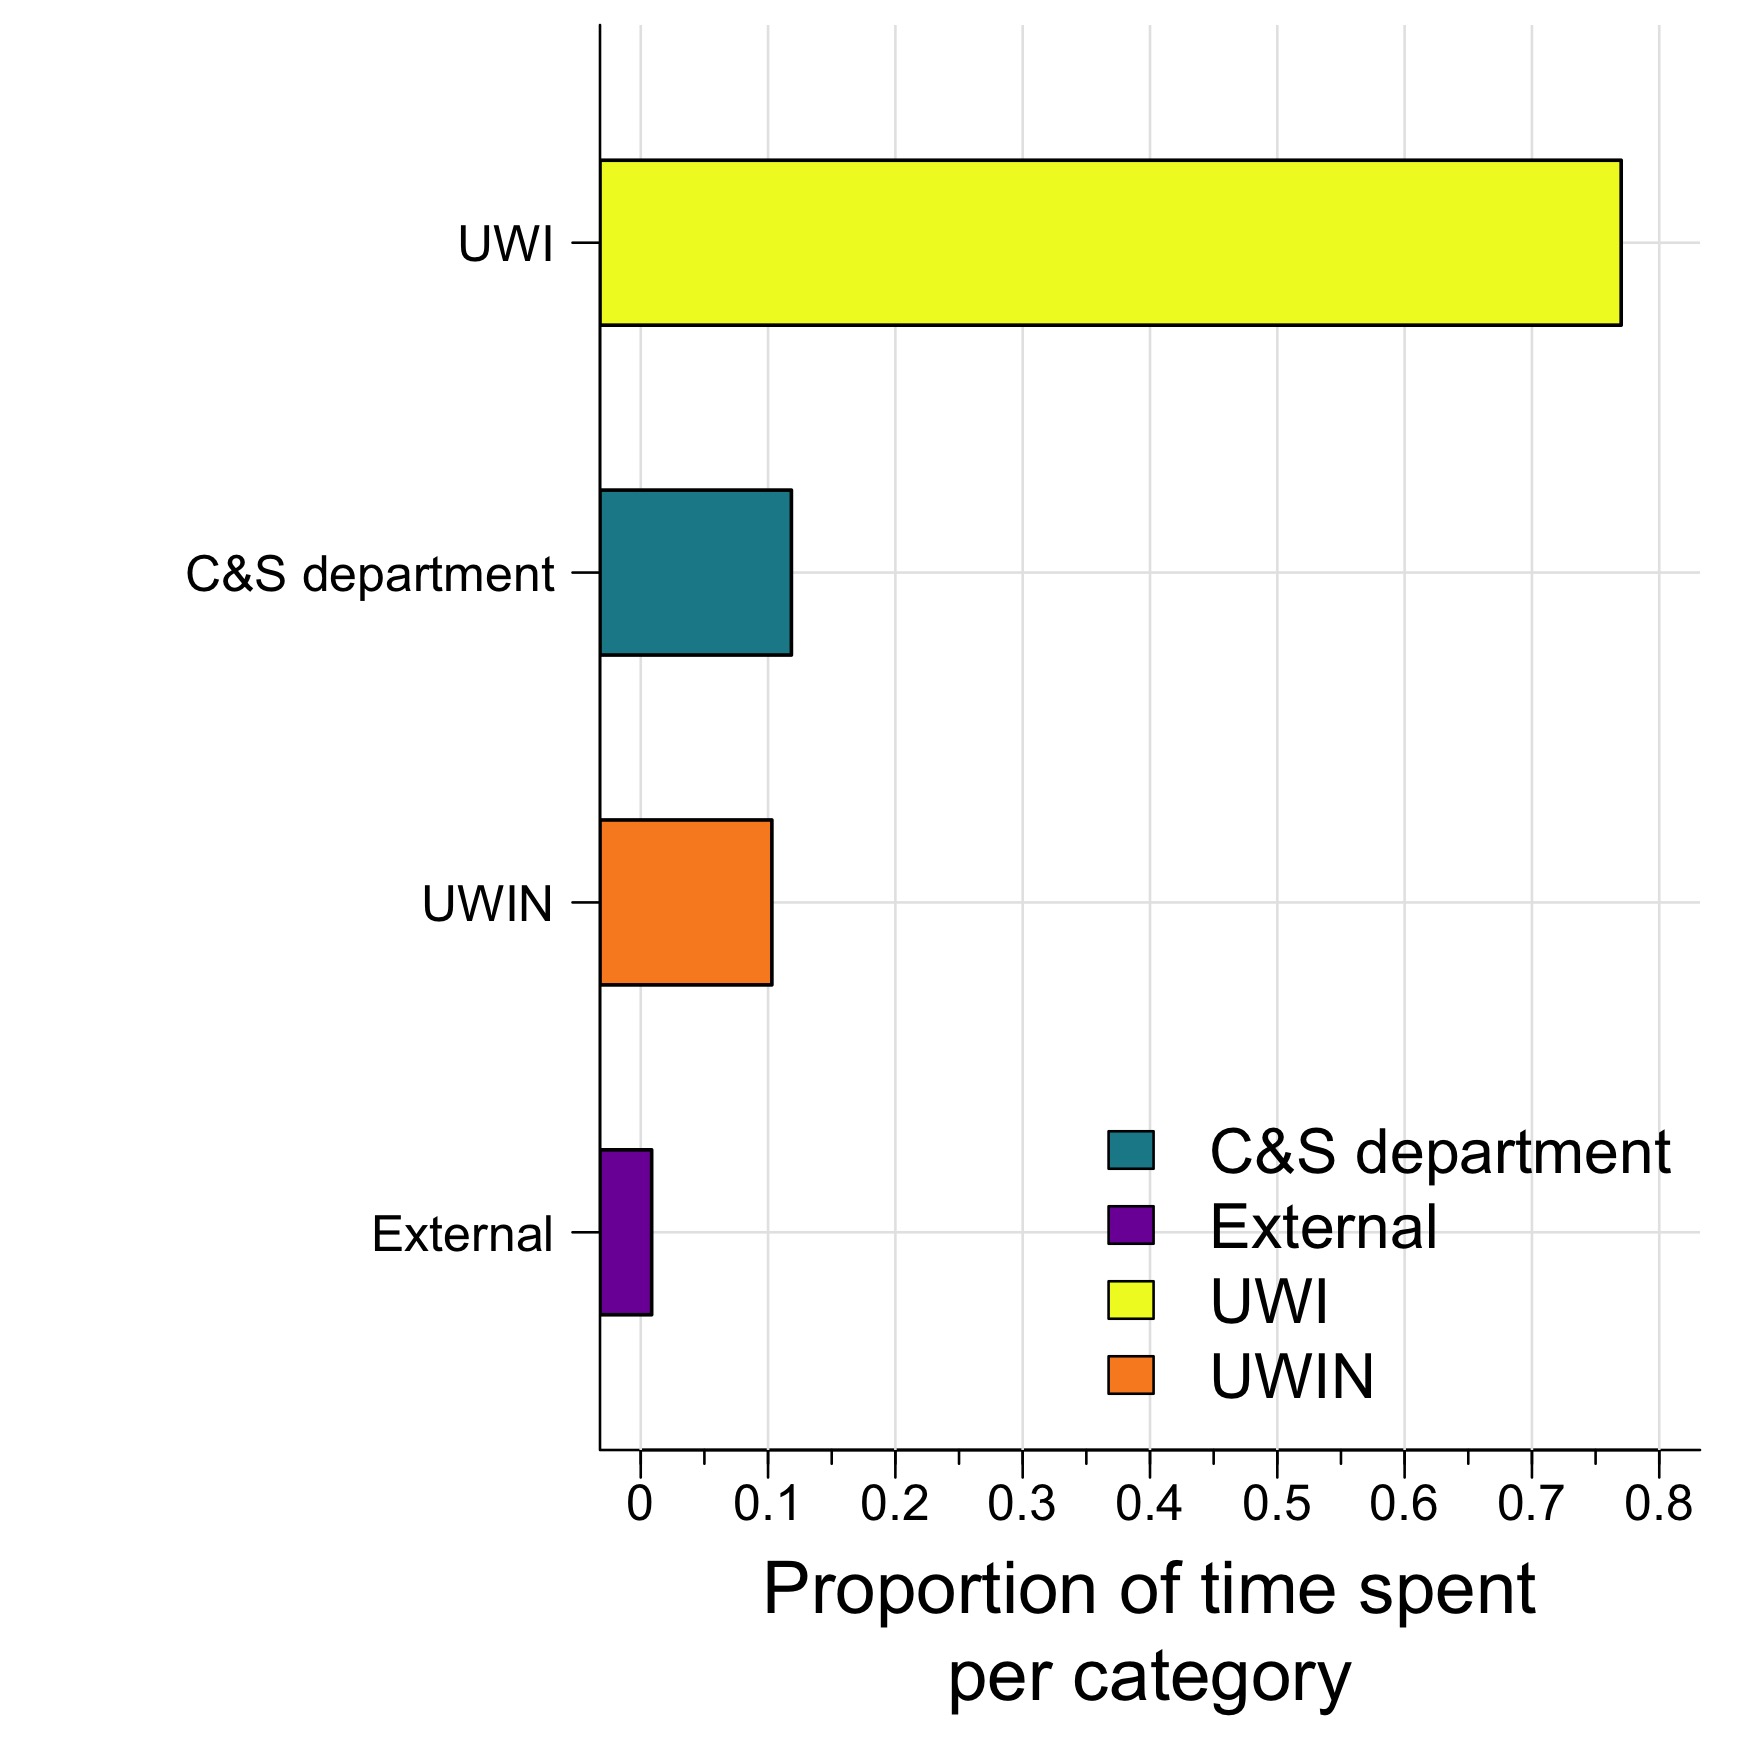 UWI
C&S department
UWIN
External
C&S department
External
UWI
UWIN
0 0.1 0.2 0.3 0.4 0.5 0.6 0.7 0.8
Proportion of time spent
per category